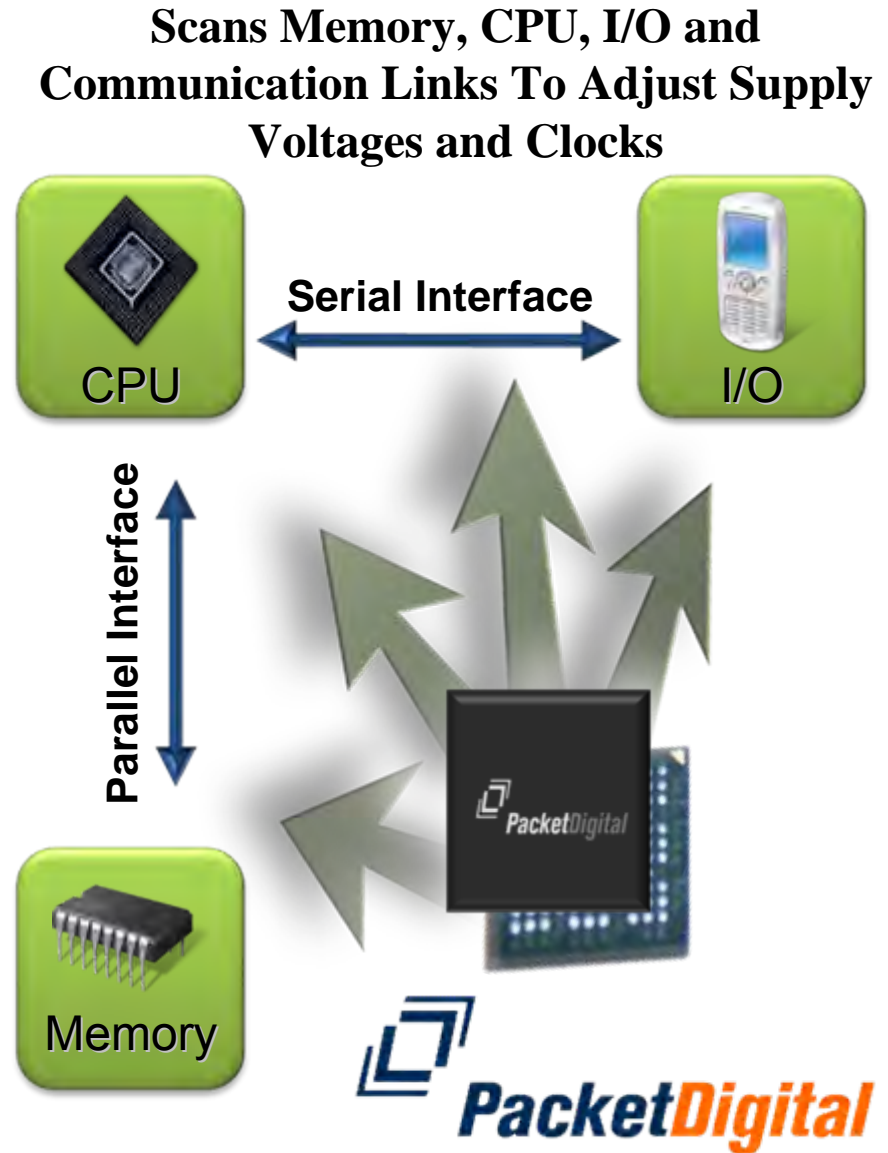 Scans Memory, CPU, I/O and
Communication Links To Adjust Supply
Voltages and Clocks
Serial Interface
CPU
I/O
Parallel Interface
PacketDigital
Memory
PacketDigital